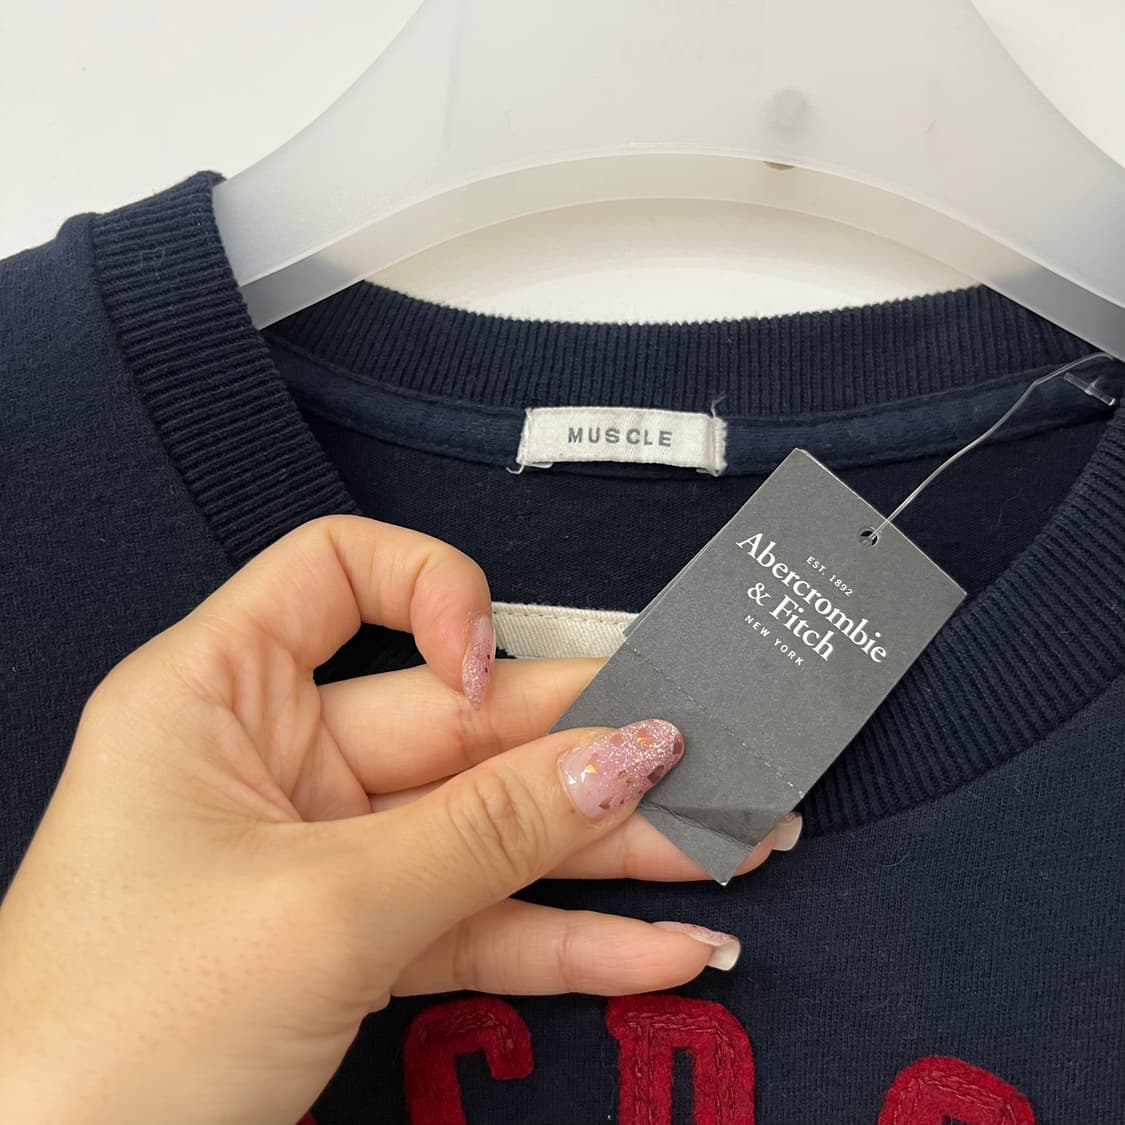 MUSCLE
EST. 1892
Abercrombie
& Fitch
NEW YORK